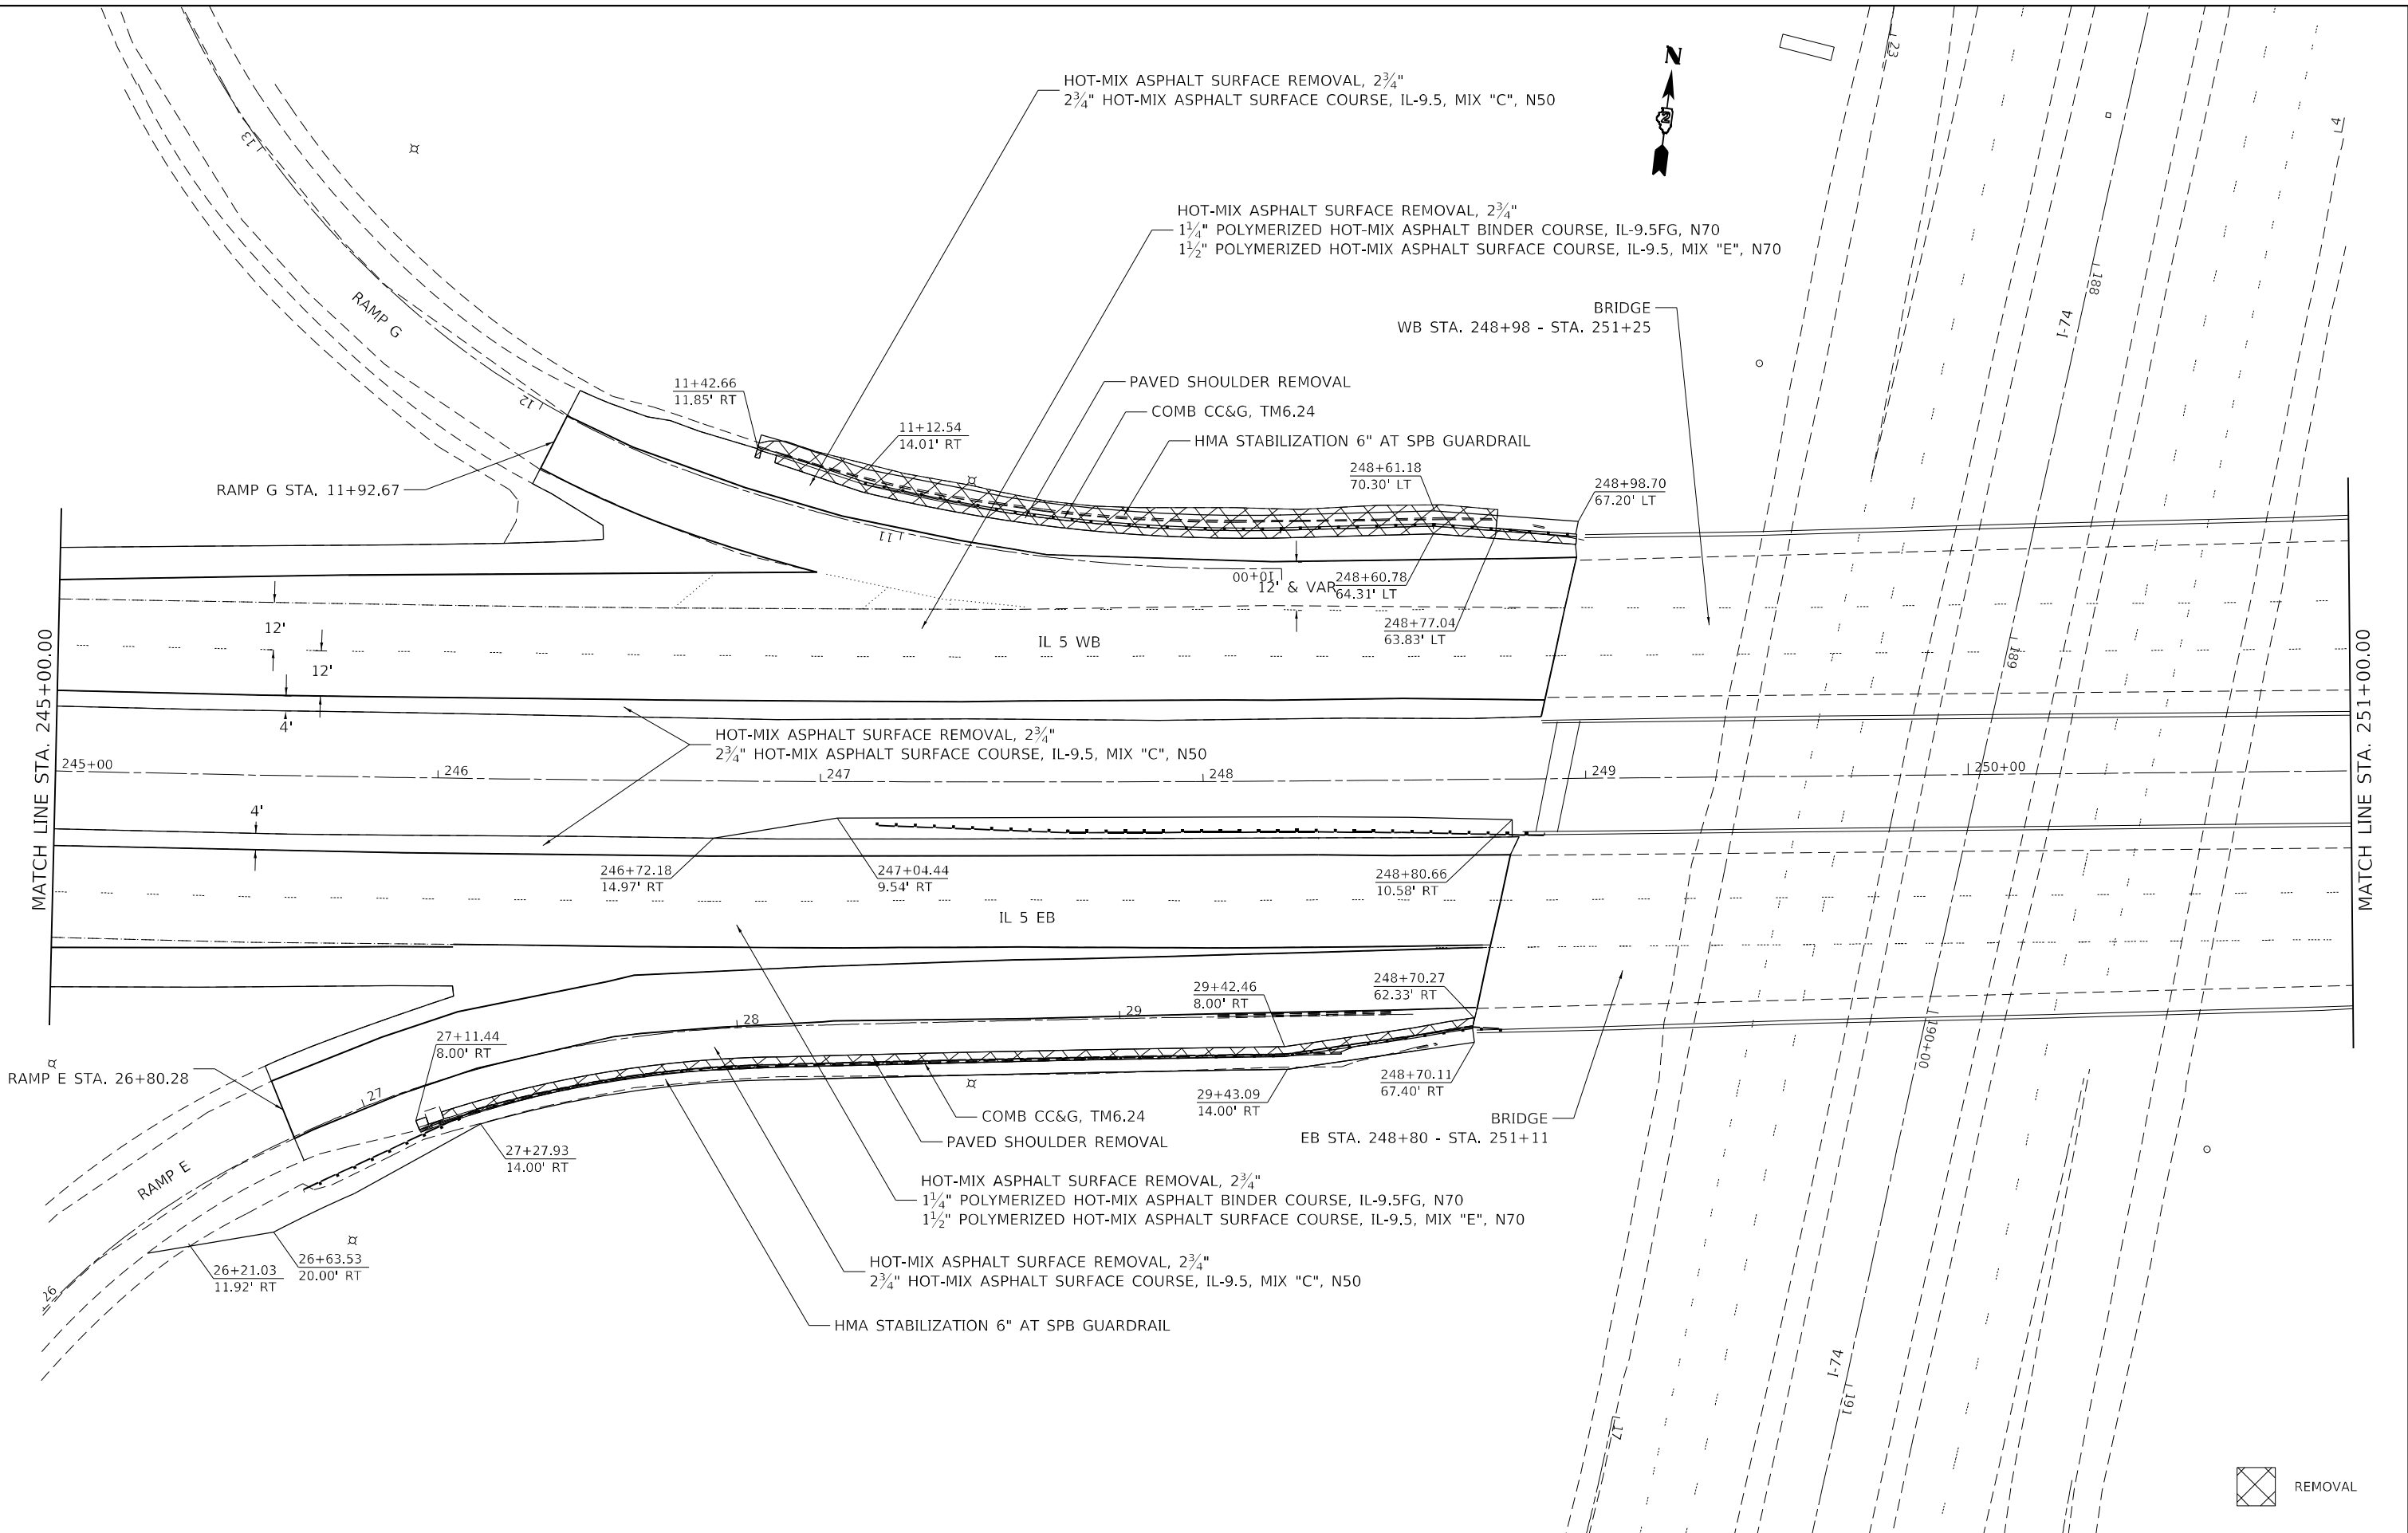 N
23
4
13
HOT-MIX ASPHALT SURFACE REMOVAL, 2¾"
2¾" HOT-MIX ASPHALT SURFACE COURSE, IL-9.5, MIX "C", N50
HOT-MIX ASPHALT SURFACE REMOVAL, 2¾"
1¼" POLYMERIZED HOT-MIX ASPHALT BINDER COURSE, IL-9.5FG, N70
1½" POLYMERIZED HOT-MIX ASPHALT SURFACE COURSE, IL-9.5, MIX "E", N70
188
I-74
RAMP G
BRIDGE
WB STA. 248+98 - STA. 251+25
12
11+42.66
11.85' RT
PAVED SHOULDER REMOVAL
COMB CC&G, TM6.24
HMA STABILIZATION 6" AT SPB GUARDRAIL
11+12.54
14.01' RT
248+61.18
70.30' LT
248+98.70
67.20' LT
RAMP G STA. 11+92.67
11
10+00
12' & VAR
248+60.78
64.31' LT
248+77.04
63.83' LT
12'
12'
4'
IL 5 WB
189
MATCH LINE STA. 245+00.00
MATCH LINE STA. 251+00.00
HOT-MIX ASPHALT SURFACE REMOVAL, 2¾"
2¾" HOT-MIX ASPHALT SURFACE COURSE, IL-9.5, MIX "C", N50
245+00
246
247
248
249
250+00
4'
246+72.18
14.97' RT
247+04.44
9.54' RT
248+80.66
10.58' RT
IL 5 EB
29+42.46
8.00' RT
248+70.27
62.33' RT
28
29
190+00
27+11.44
8.00' RT
RAMP E STA. 26+80.28
27
29+43.09
14.00' RT
248+70.11
67.40' RT
COMB CC&G, TM6.24
PAVED SHOULDER REMOVAL
BRIDGE
EB STA. 248+80 - STA. 251+11
27+27.93
14.00' RT
RAMP E
HOT-MIX ASPHALT SURFACE REMOVAL, 2¾"
1¼" POLYMERIZED HOT-MIX ASPHALT BINDER COURSE, IL-9.5FG, N70
1½" POLYMERIZED HOT-MIX ASPHALT SURFACE COURSE, IL-9.5, MIX "E", N70
26
26+21.03
11.92' RT
26+63.53
20.00' RT
HOT-MIX ASPHALT SURFACE REMOVAL, 2¾"
2¾" HOT-MIX ASPHALT SURFACE COURSE, IL-9.5, MIX "C", N50
HMA STABILIZATION 6" AT SPB GUARDRAIL
I-74
191
17
REMOVAL